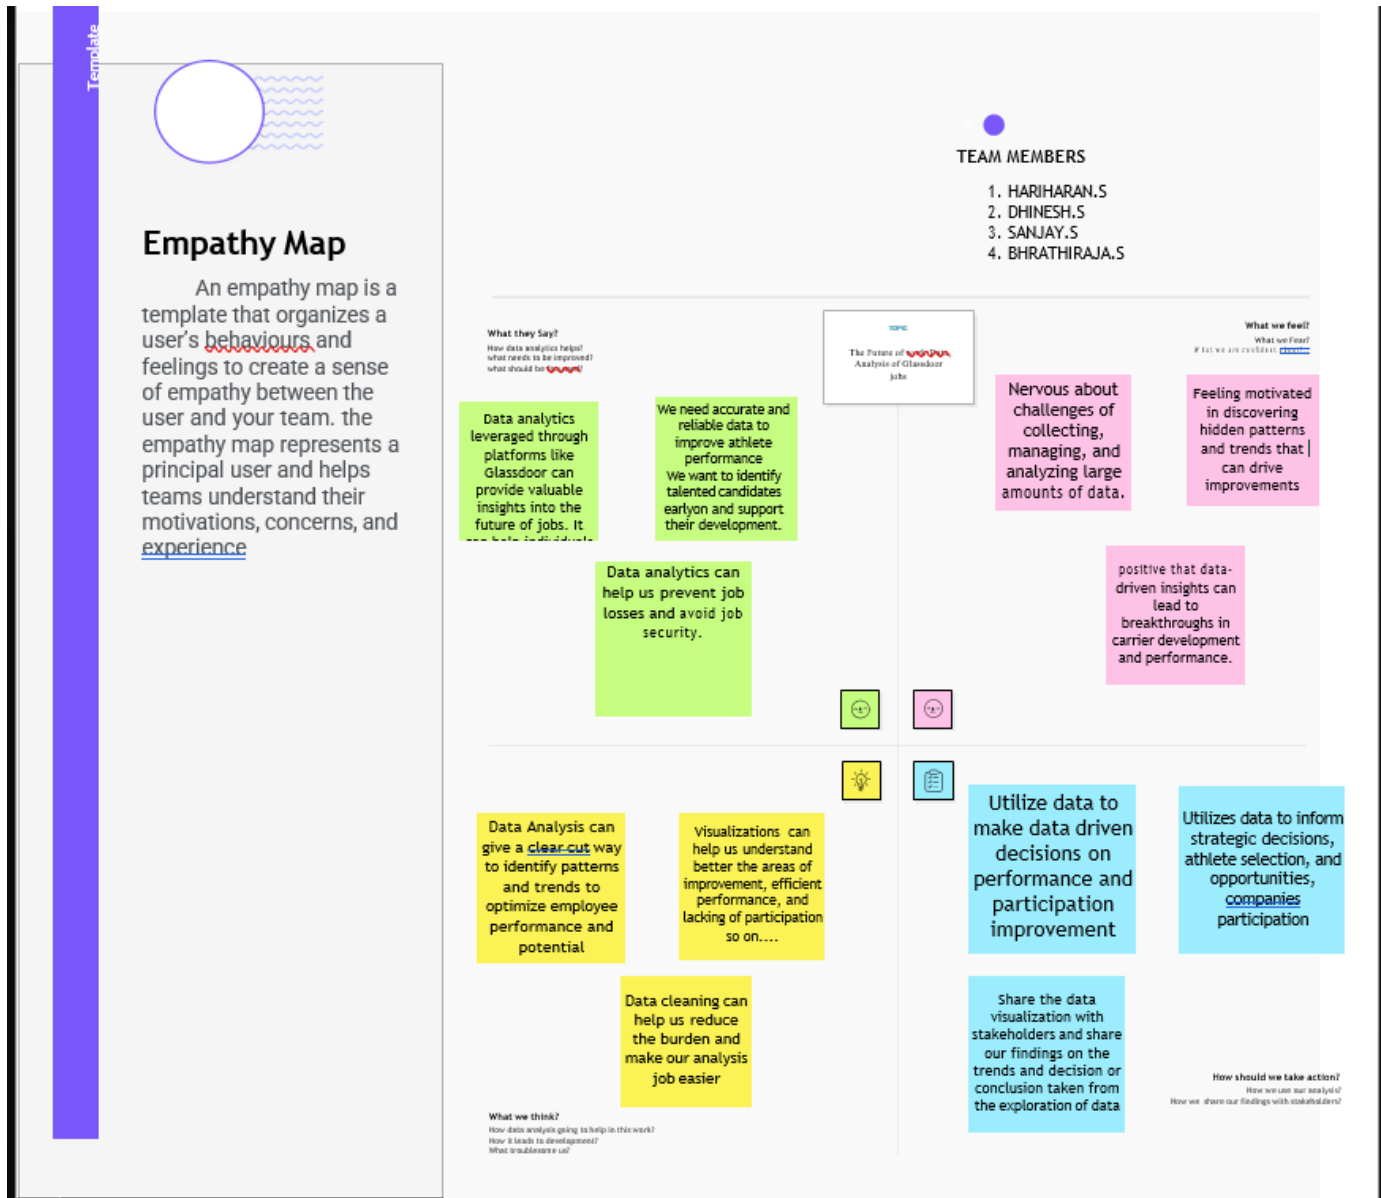 Template
Empathy Map
An empathy map is a
template that organizes a
user's behaviours and
feelings to create a sense
of empathy between the
user and your team. the
empathy map represents a
principal user and helps
teams understand their
motivations, concerns, and
experience
TEAM MEMBERS
1. HARIHARAN.S
2. DHINESH.S
3. SANJAY.S
4. BHRATHIRAJA.S
What they Say?
How data analytics helps?
what needs to be improved?
what should be
TOPIC
The Future of
Analysis of Glassdoor
jobs
What we feel?
What we Fear?
What we are confident
Data analytics
leveraged through
platforms like
Glassdoor can
provide valuable
insights into the
future of jobs. It
can help individuals
We need accurate and
reliable data to
improve athlete
performance
We want to identify
talented candidates
earlyon and support
their development.
Data analytics can
help us prevent job
losses and avoid job
security.
Nervous about
challenges of
collecting,
managing, and
analyzing large
amounts of data.
Feeling motivated
in discovering
hidden patterns
and trends that
can drive
improvements
positive that data-
driven insights can
lead to
breakthroughs in
carrier development
and performance.
Data Analysis can
give a clear cut way
to identify patterns
and trends to
optimize employee
performance and
potential
Visualizations can
help us understand
better the areas of
improvement, efficient
performance, and
lacking of participation
so on....
Data cleaning can
help us reduce
the burden and
make our analysis
job easier
What we think?
How data analysis going to help in this work?
How it leads to development?
What troublesome us?
Utilize data to
make data driven
decisions on
performance and
participation
improvement
Utilizes data to inform
strategic decisions,
athlete selection, and
opportunities,
companies
participation
Share the data
visualization with
stakeholders and share
our findings on the
trends and decision or
conclusion taken from
the exploration of data
How should we take action?
How we use our analysis?
How we share our findings with stakeholders?